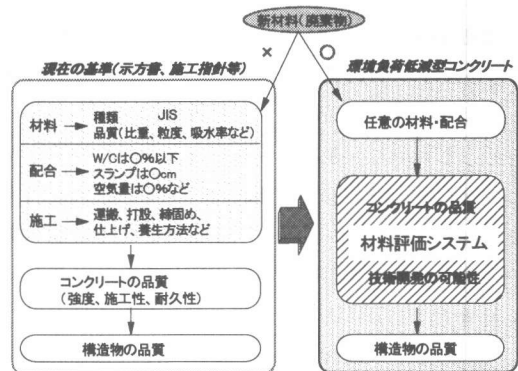 新材料(廃棄物)
×
○
現在の基準(示方書、施工指針等)
材料
種類 JIS
品質(比重、粒度、吸水率など)
配合
W/Cは〇%以下
スランプは〇cm
空気量は〇%など
施工
運搬、打設、締固め、
仕上げ、養生方法など
コンクリートの品質
(強度、施工性、耐久性)
構造物の品質
環境負荷低減型コンクリート
任意の材料・配合
コンクリートの品質
材料評価システム
技術開発の可能性
構造物の品質